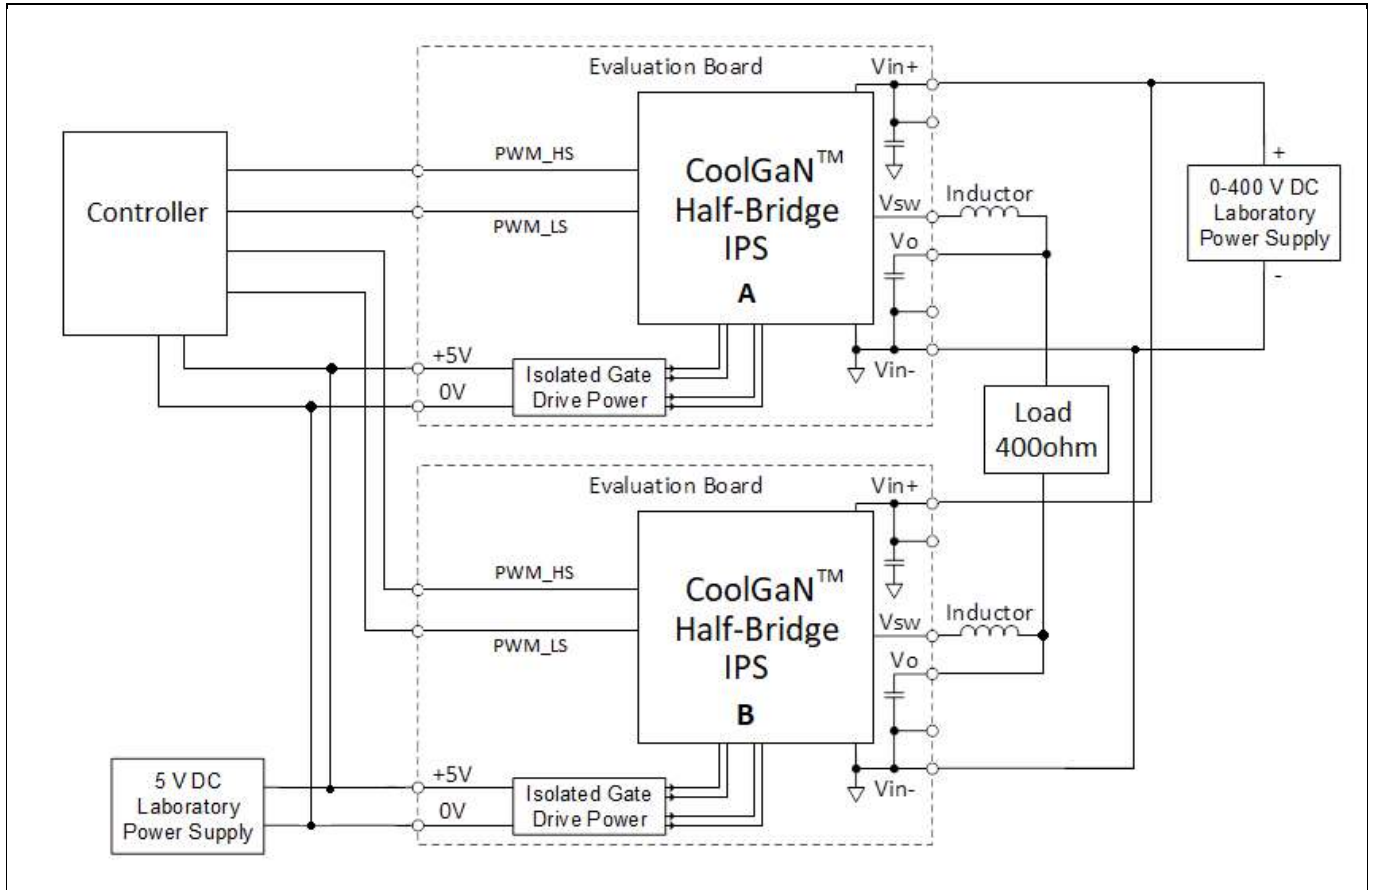 Evaluation Board
Vin+
PWM_HS
CoolGaN™
Half-Bridge
IPS
A
Controller
PWM_LS
Vsw
Inductor
Vo
+
0-400 V DC
Laboratory
Power Supply
-
+5V
0V
Isolated Gate
Drive Power
Vin-
Load
400ohm
Evaluation Board
Vin+
PWM_HS
CoolGaN™
Half-Bridge
IPS
B
PWM_LS
Vsw
Inductor
Vo
5 V DC
Laboratory
Power Supply
+5V
0V
Isolated Gate
Drive Power
Vin-